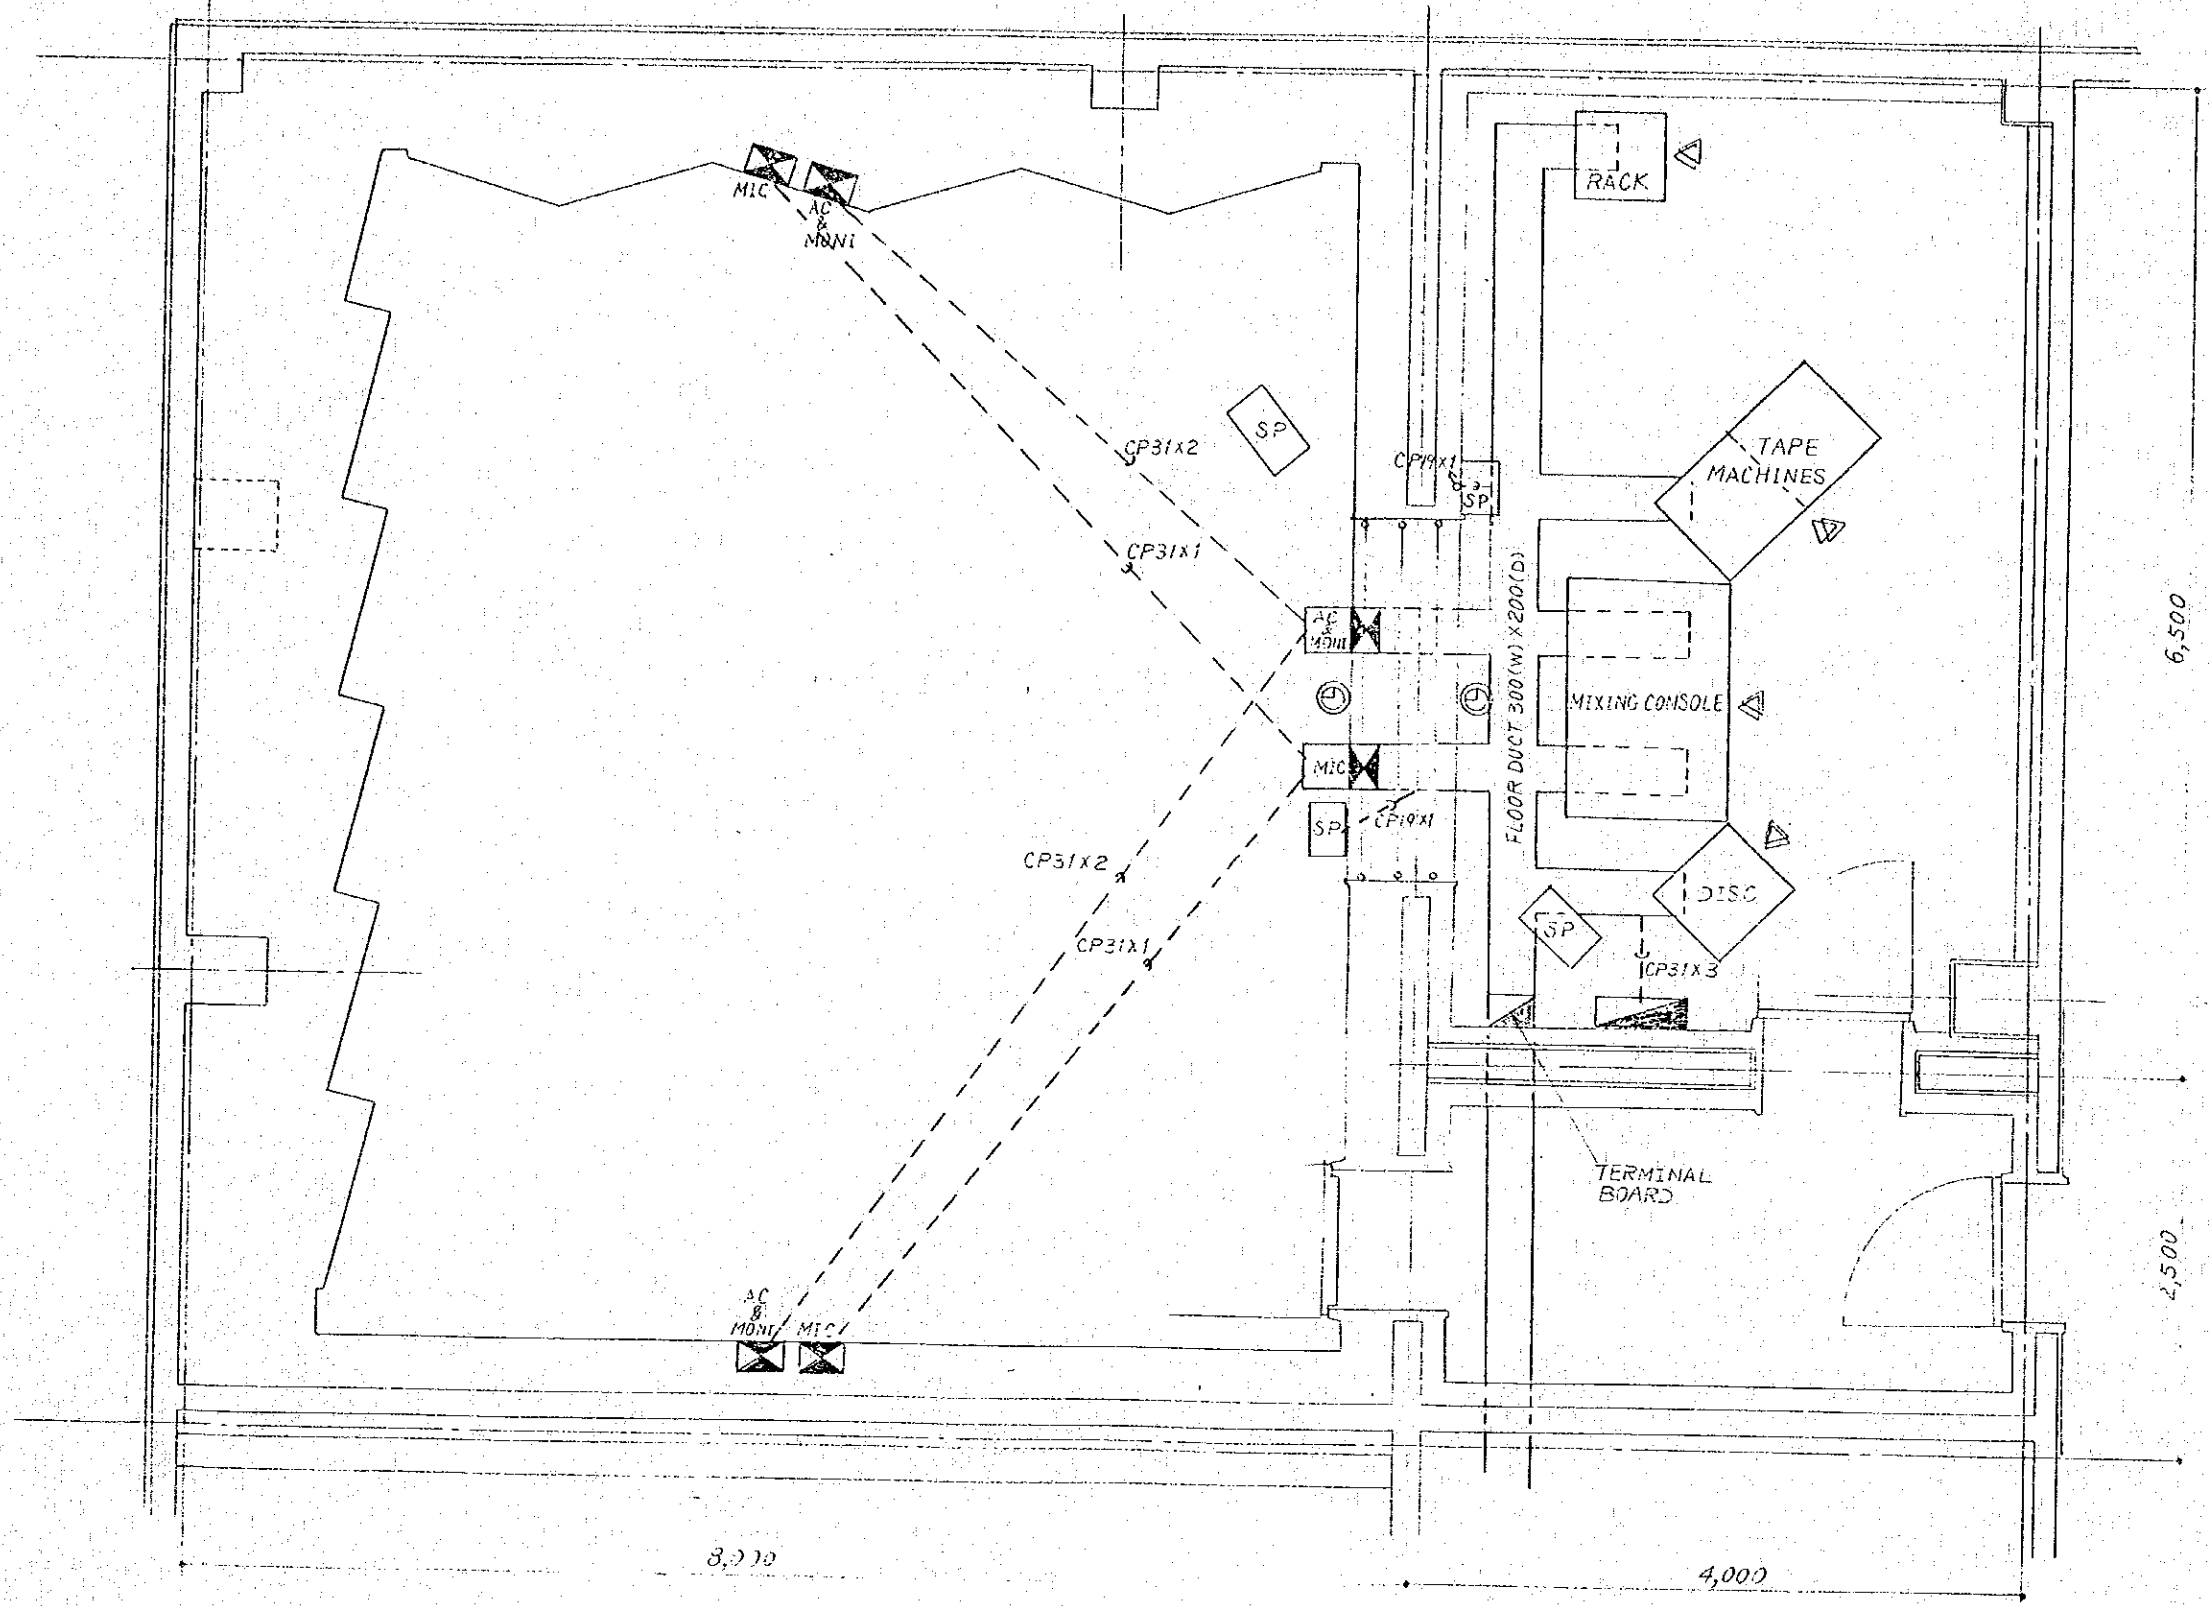 MIC
AC
&
MONI
RACK
SP
CP31X2
CP19X1
SP
TAPE
MACHINES
CP31X1
AC
&
MONI
FLOOR DUCT 300(W)X200(D)
MIXING CONSOLE
MIC
SP
CP19X1
CP31X2
DISC
SP
CP31X1
CP31X3
TERMINAL
BOARD
AC
&
MONI
MIC
6,500
2,500
8,000
4,000